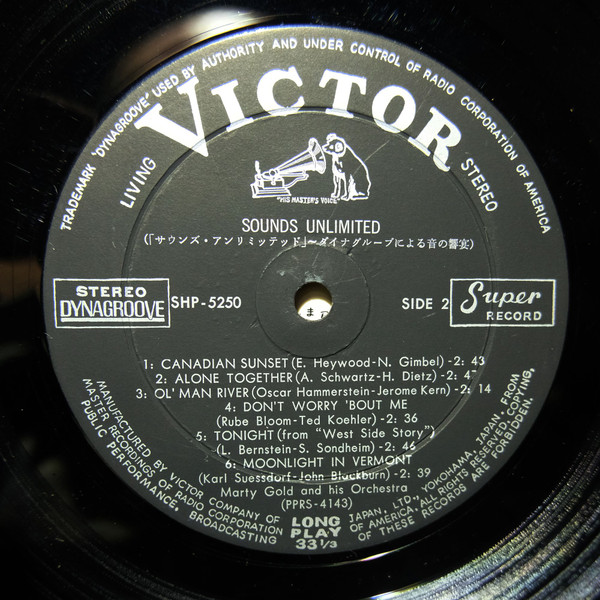 TRADEMARK "DYNAGROOVE" USED BY AUTHORITY AND UNDER CONTROL OF RADIO CORPORATION OF AMERICA
VICTOR
LIVING STEREO
"HIS MASTER'S VOICE"
SOUNDS UNLIMITED
(「サウンズ・アンリミッテッド」〜ダイナグルーブによる音の饗宴)
STEREO
DYNAGROOVE
SHP-5250
SIDE 2
Super
RECORD
1: CANADIAN SUNSET (E. Heywood-N. Gimbel) -2: 43
2: ALONE TOGETHER (A. Schwartz-H. Dietz) -2: 4
3: OL' MAN RIVER (Oscar Hammerstein-Jerome Kern) -2: 14
4: DON'T WORRY 'BOUT ME
(Rube Bloom-Ted Koehler) -2: 36
5: TONIGHT (from "West Side Story")
(L. Bernstein-S. Sondheim) -2: 46
6: MOONLIGHT IN VERMONT
(Karl Suessdorf-John Blackburn) -2: 39
Marty Gold and his Orchestra
(PPRS-4143)
LONG
PLAY
33 1/3
MANUFACTURED BY VICTOR COMPANY OF JAPAN, LTD., YOKOHAMA, JAPAN, FROM
MASTER RECORDINGS OF RADIO CORPORATION OF AMERICA. ALL RIGHTS RESERVED, COPYING,
PUBLIC PERFORMANCE, BROADCASTING OF THESE RECORDS ARE FORBIDDEN.